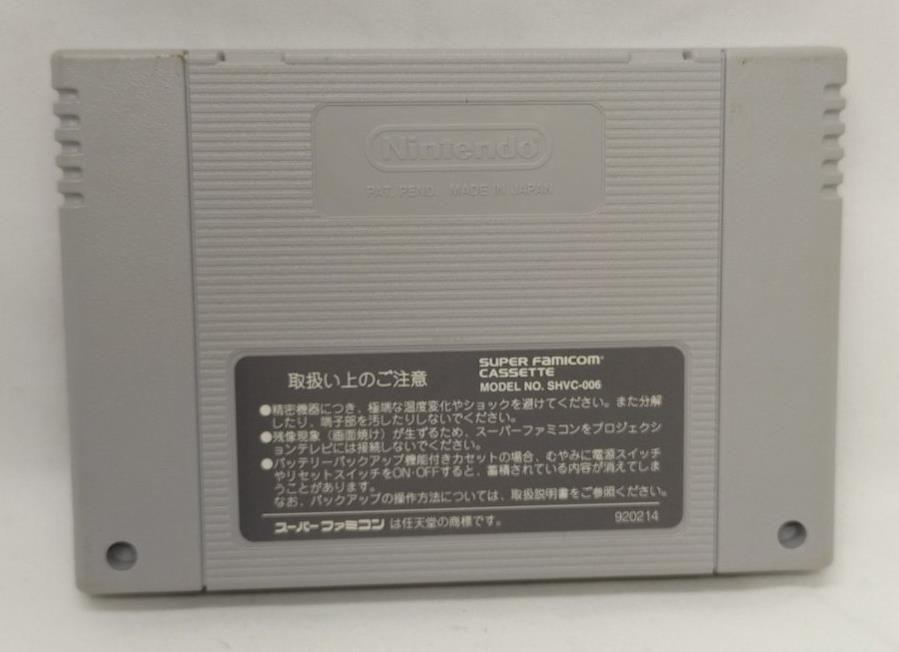 Nintendo
PAT. PEND. MADE IN JAPAN
取扱い上のご注意
SUPER FAMICOM
CASSETTE
MODEL NO. SHVC-006
●精密機器につき、極端な温度変化やショックを避けてください。また分解
したり、端子部を汚したりしないでください。
●残像現象（画面焼け）が生ずるため、スーパーファミコンをプロジェクシ
ョンテレビには接続しないでください。
●バッテリーバックアップ機能付きカセットの場合、むやみに電源スイッチ
やリセットスイッチをON・OFFすると、蓄積されている内容が消えてしま
うことがあります。
なお、バックアップの操作方法については、取扱説明書をご参照ください。
スーパーファミコン は任天堂の商標です。
920214